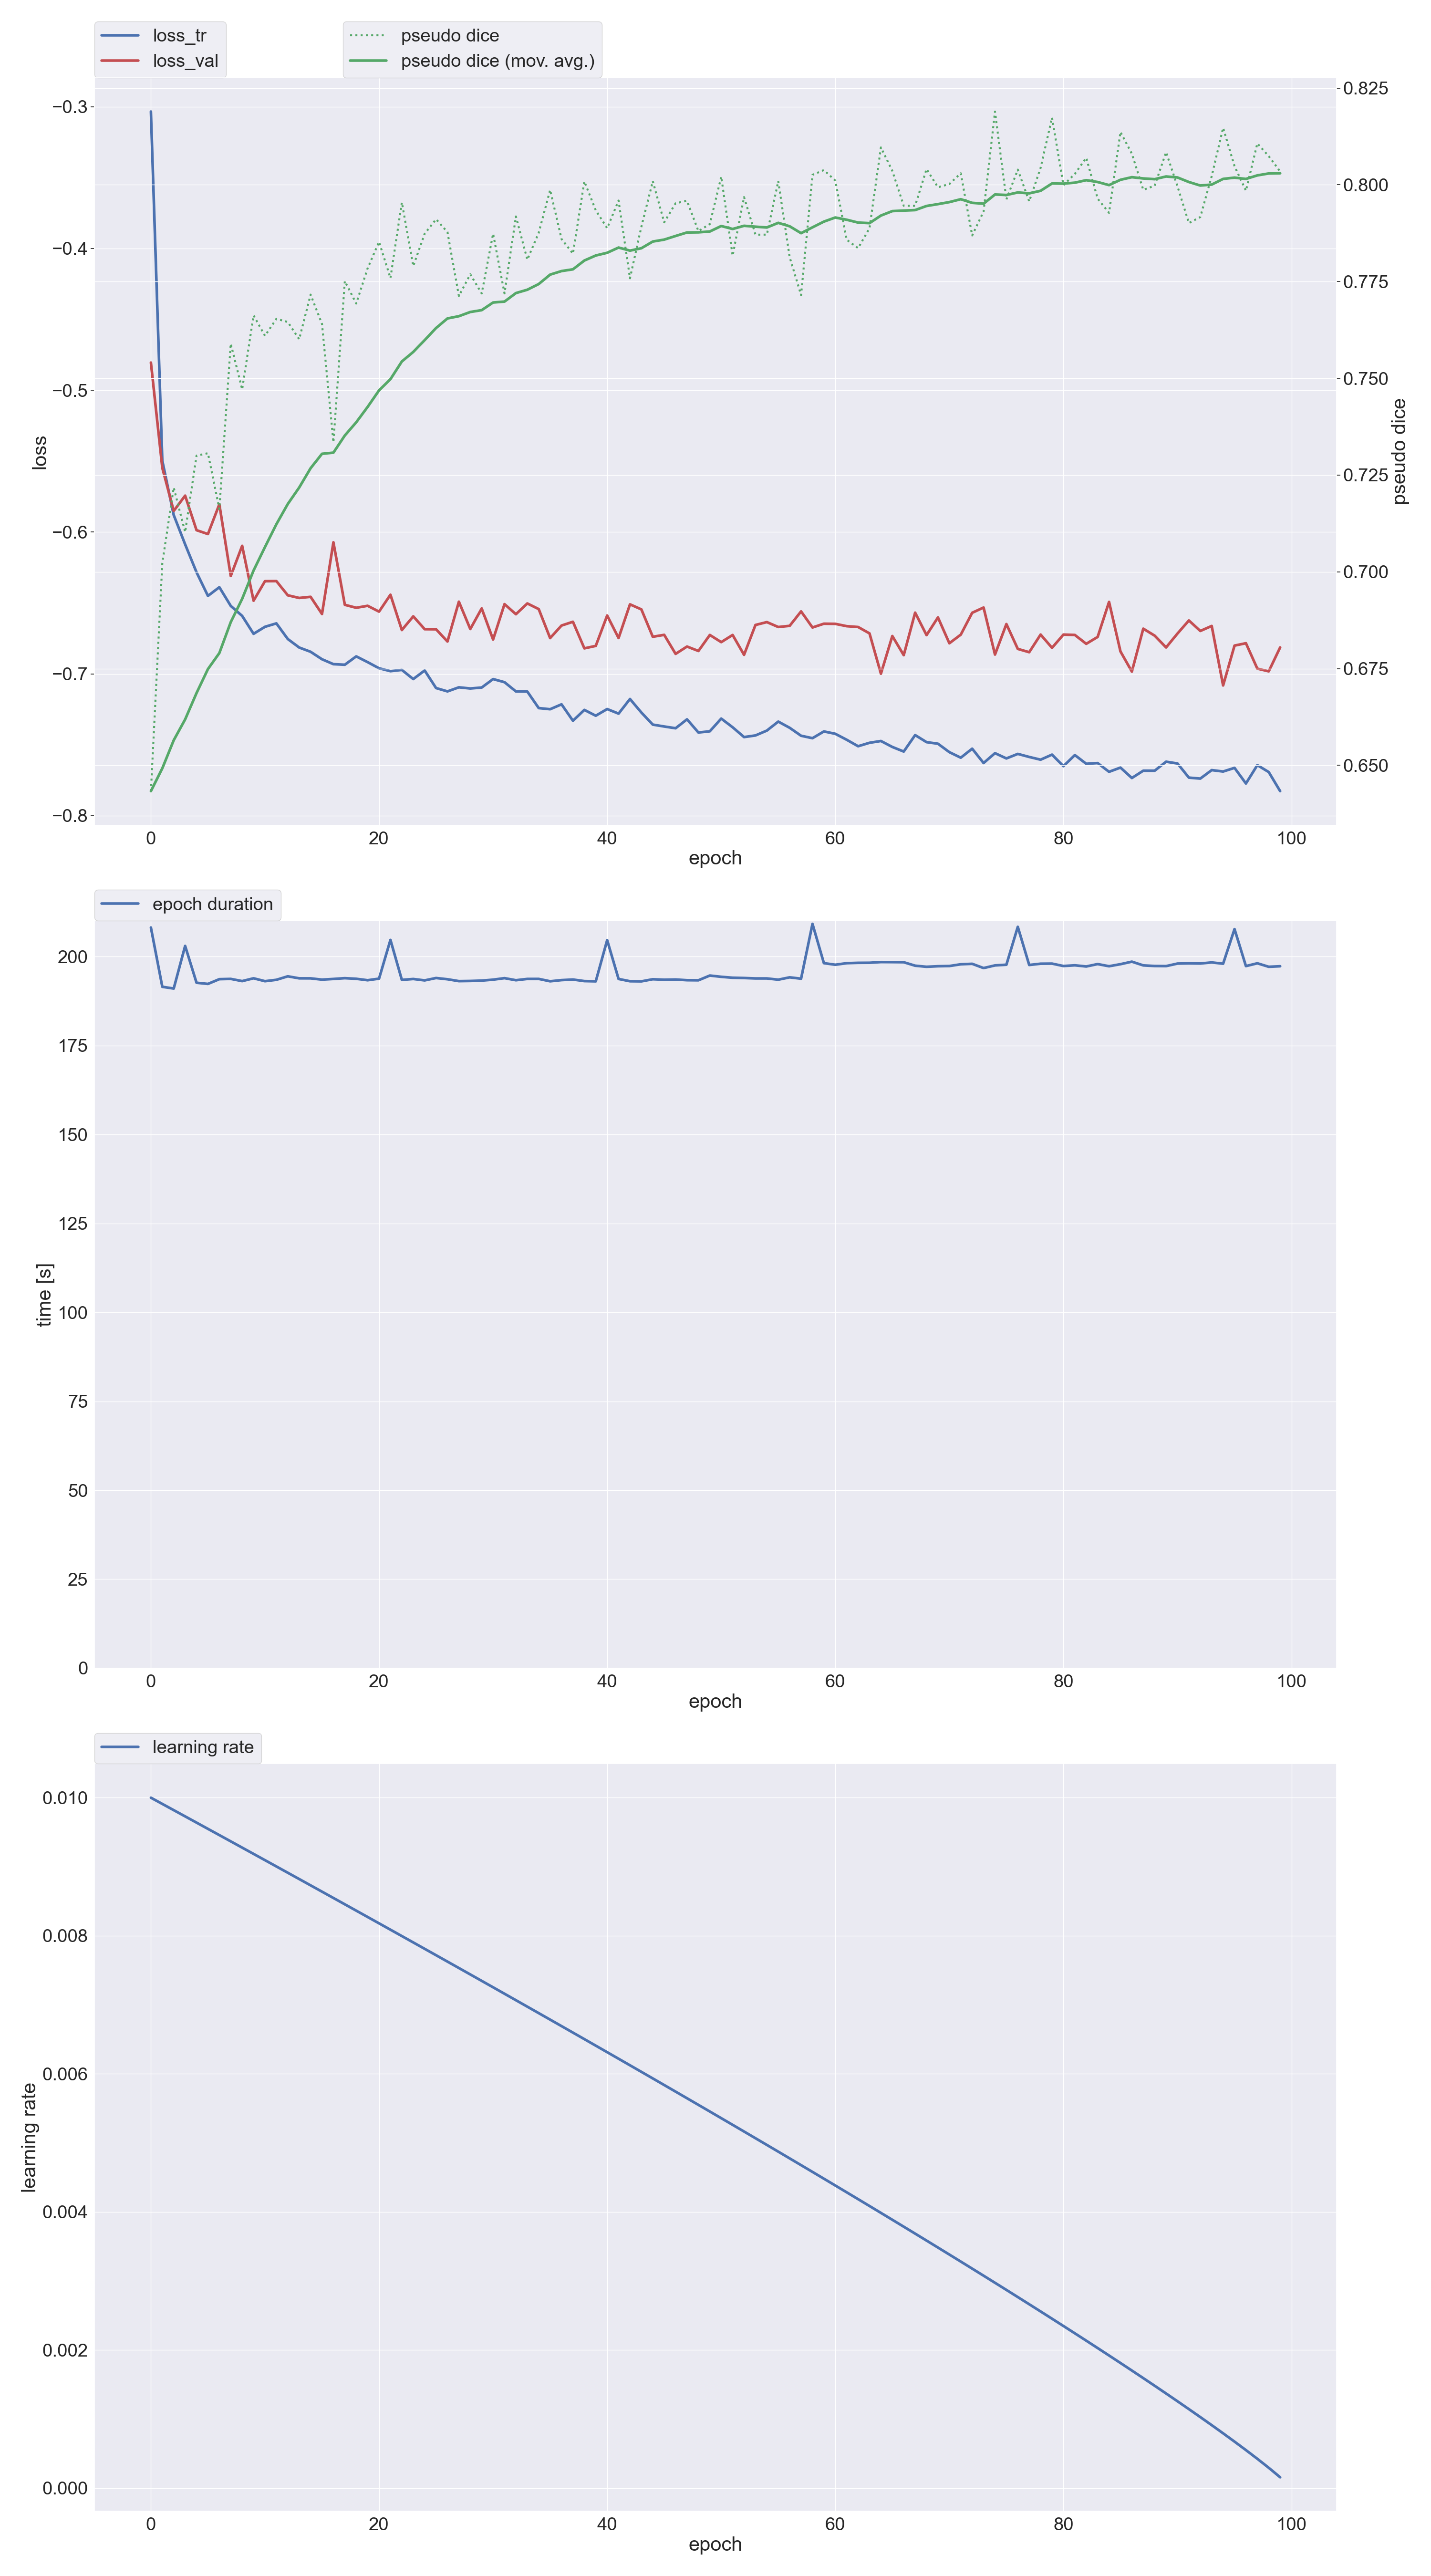 loss_tr
loss_val
pseudo dice
pseudo dice (mov. avg.)
−0.3
−0.4
−0.5
−0.6
−0.7
−0.8
loss
0.825
0.800
0.775
0.750
0.725
0.700
0.675
0.650
pseudo dice
0 20 40 60 80 100
epoch
epoch duration
200
175
150
125
100
75
50
25
0
time [s]
0 20 40 60 80 100
epoch
learning rate
0.010
0.008
0.006
0.004
0.002
0.000
learning rate
0 20 40 60 80 100
epoch